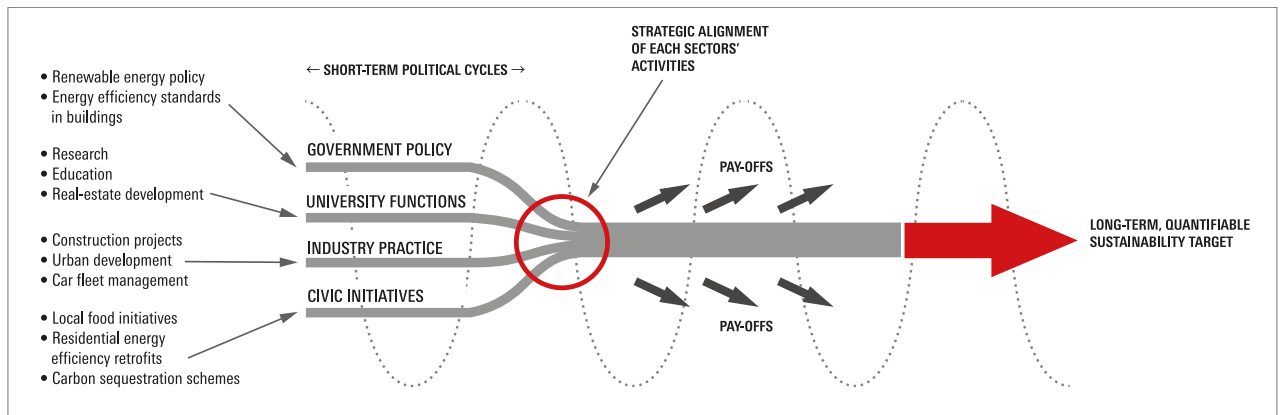 STRATEGIC ALIGNMENT
OF EACH SECTORS'
ACTIVITIES
← SHORT-TERM POLITICAL CYCLES →
• Renewable energy policy
• Energy efficiency standards
in buildings
GOVERNMENT POLICY
• Research
• Education
• Real-estate development
UNIVERSITY FUNCTIONS
• Construction projects
• Urban development
• Car fleet management
INDUSTRY PRACTICE
• Local food initiatives
• Residential energy
efficiency retrofits
• Carbon sequestration schemes
CIVIC INITIATIVES
PAY-OFFS
PAY-OFFS
LONG-TERM, QUANTIFIABLE
SUSTAINABILITY TARGET